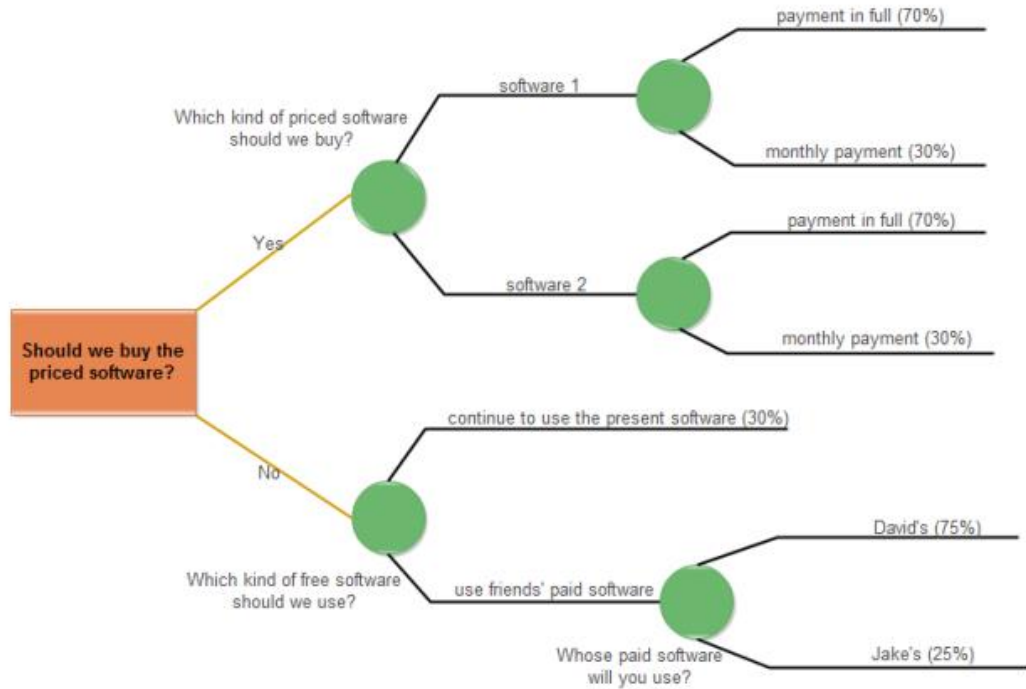 payment in full (70%)
software 1
Which kind of priced software
should we buy?
monthly payment (30%)
payment in full (70%)
Yes
software 2
monthly payment (30%)
Should we buy the
priced software?
continue to use the present software (30%)
No
David's (75%)
Which kind of free software
should we use?
use friends' paid software
Whose paid software
will you use?
Jake's (25%)